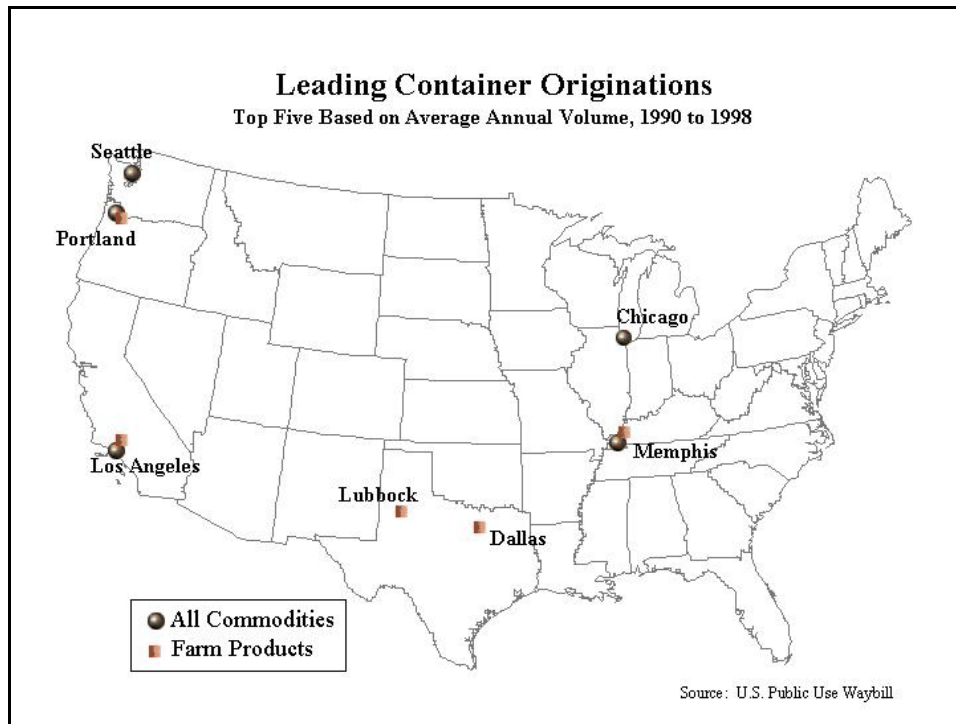 Leading Container Originations
Top Five Based on Average Annual Volume, 1990 to 1998
Seattle
Portland
Chicago
Los Angeles
Memphis
Lubbock
Dallas
All Commodities
Farm Products
Source: U.S. Public Use Waybill